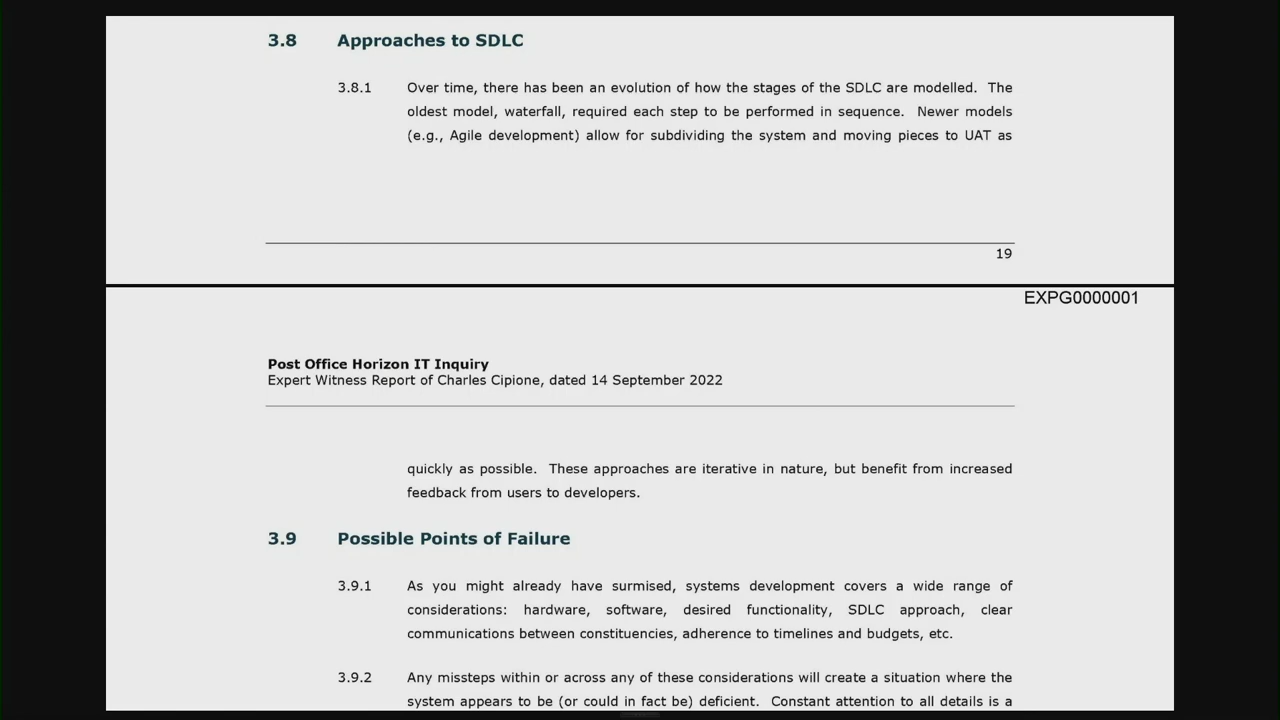 3.8 Approaches to SDLC
3.8.1 Over time, there has been an evolution of how the stages of the SDLC are modelled. The
oldest model, waterfall, required each step to be performed in sequence. Newer models
(e.g., Agile development) allow for subdividing the system and moving pieces to UAT as
19
EXPG0000001
Post Office Horizon IT Inquiry
Expert Witness Report of Charles Cipione, dated 14 September 2022
quickly as possible. These approaches are iterative in nature, but benefit from increased
feedback from users to developers.
3.9 Possible Points of Failure
3.9.1 As you might already have surmised, systems development covers a wide range of
considerations: hardware, software, desired functionality, SDLC approach, clear
communications between constituencies, adherence to timelines and budgets, etc.
3.9.2 Any missteps within or across any of these considerations will create a situation where the
system appears to be (or could in fact be) deficient. Constant attention to all details is a